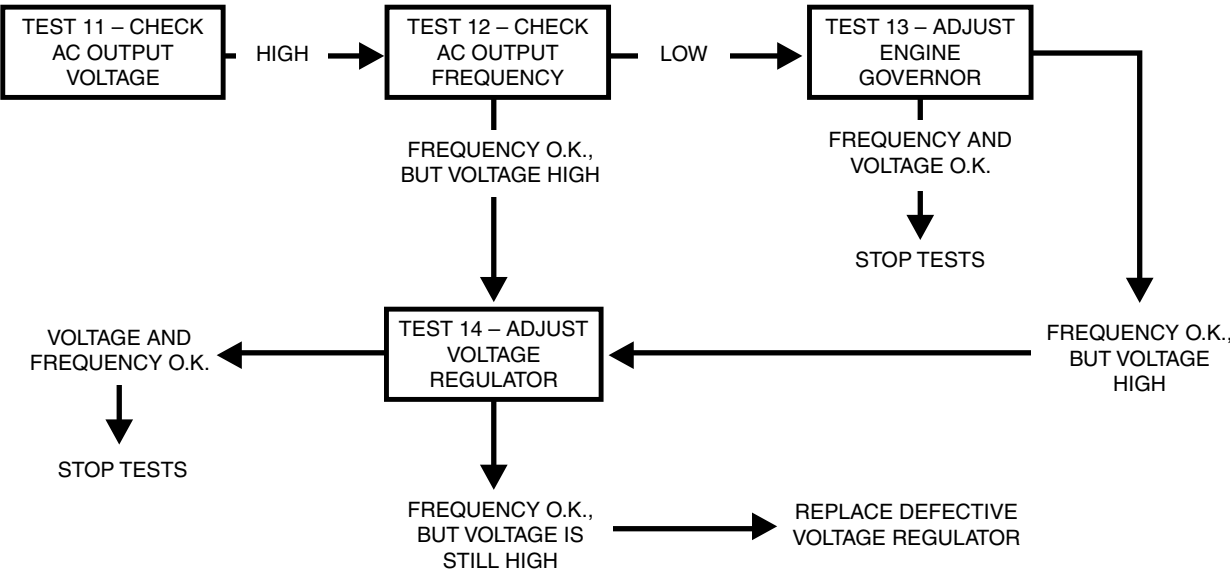 TEST 11 – CHECK
AC OUTPUT
VOLTAGE
HIGH
TEST 12 – CHECK
AC OUTPUT
FREQUENCY
LOW
TEST 13 – ADJUST
ENGINE
GOVERNOR
FREQUENCY O.K.,
BUT VOLTAGE HIGH
FREQUENCY AND
VOLTAGE O.K.
STOP TESTS
VOLTAGE AND
FREQUENCY O.K.
STOP TESTS
TEST 14 – ADJUST
VOLTAGE
REGULATOR
FREQUENCY O.K.,
BUT VOLTAGE
HIGH
FREQUENCY O.K.,
BUT VOLTAGE IS
STILL HIGH
REPLACE DEFECTIVE
VOLTAGE REGULATOR